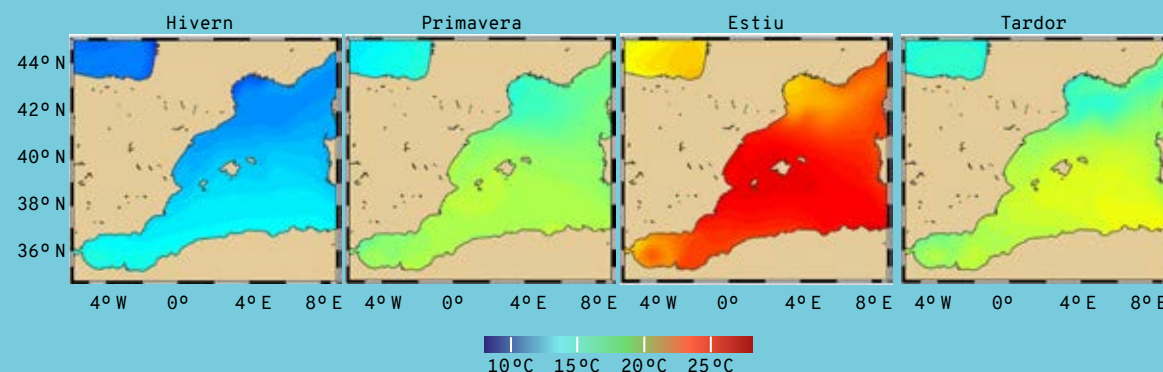 Hivern Primavera Estiu Tardor
44º N
42º N
40º N
38º N
36º N
4º W 0º 4º E 8º E 4º W 0º 4º E 8º E 4º W 0º 4º E 8º E 4º W 0º 4º E 8º E
10ºC 15ºC 20ºC 25ºC